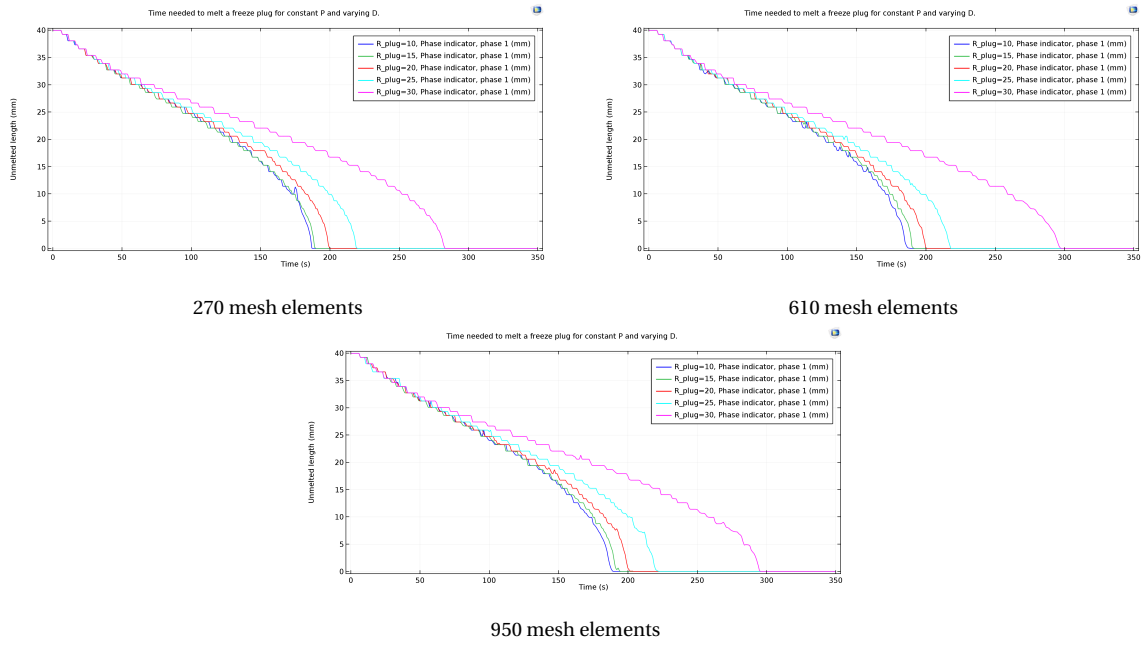 Time needed to melt a freeze plug for constant P and varying D.
40
35
30
25
20
15
10
5
0
Unmelted length (mm)
R_plug=10, Phase indicator, phase 1 (mm)
R_plug=15, Phase indicator, phase 1 (mm)
R_plug=20, Phase indicator, phase 1 (mm)
R_plug=25, Phase indicator, phase 1 (mm)
R_plug=30, Phase indicator, phase 1 (mm)
0 50 100 150 200 250 300 350
Time (s)
270 mesh elements
Time needed to melt a freeze plug for constant P and varying D.
40
35
30
25
20
15
10
5
0
Unmelted length (mm)
R_plug=10, Phase indicator, phase 1 (mm)
R_plug=15, Phase indicator, phase 1 (mm)
R_plug=20, Phase indicator, phase 1 (mm)
R_plug=25, Phase indicator, phase 1 (mm)
R_plug=30, Phase indicator, phase 1 (mm)
0 50 100 150 200 250 300 350
Time (s)
610 mesh elements
Time needed to melt a freeze plug for constant P and varying D.
40
35
30
25
20
15
10
5
0
Unmelted length (mm)
R_plug=10, Phase indicator, phase 1 (mm)
R_plug=15, Phase indicator, phase 1 (mm)
R_plug=20, Phase indicator, phase 1 (mm)
R_plug=25, Phase indicator, phase 1 (mm)
R_plug=30, Phase indicator, phase 1 (mm)
0 50 100 150 200 250 300 350
Time (s)
950 mesh elements